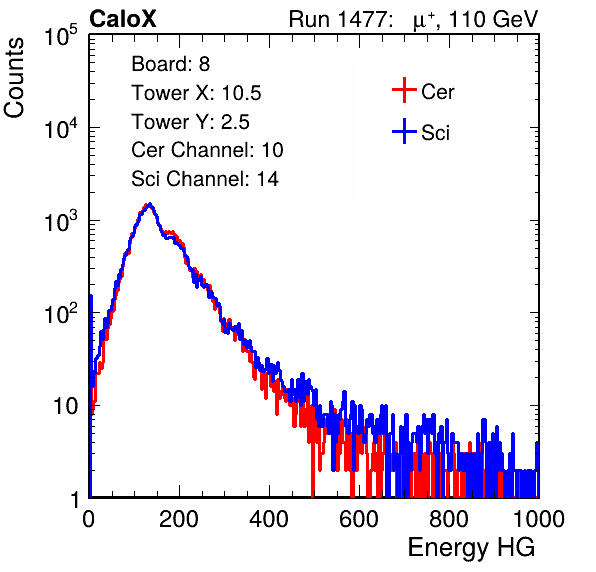 CaloX Run 1477: μ⁺, 110 GeV
Counts
Board: 8
Tower X: 10.5
Tower Y: 2.5
Cer Channel: 10
Sci Channel: 14
Cer
Sci
10⁵
10⁴
10³
10²
10
1
0 200 400 600 800 1000
Energy HG